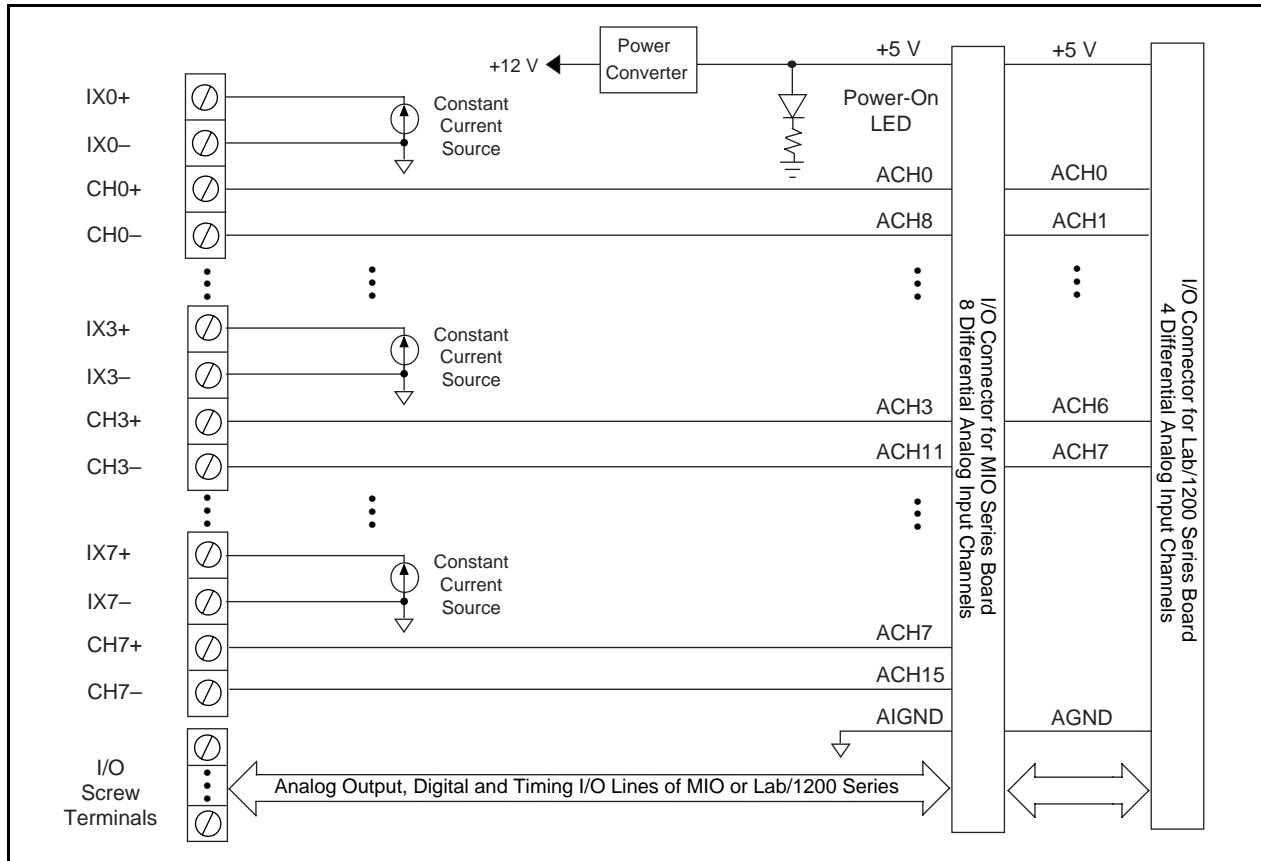 Power
Converter
+12 V
+5 V
+5 V
Power-On
LED
IX0+
IX0–
CH0+
CH0–
Constant
Current
Source
ACH0
ACH0
ACH8
ACH1
IX3+
IX3–
CH3+
CH3–
Constant
Current
Source
ACH3
ACH6
ACH11
ACH7
IX7+
IX7–
CH7+
CH7–
Constant
Current
Source
ACH7
ACH15
AIGND
AGND
I/O Connector for MIO Series Board
8 Differential Analog Input Channels
I/O Connector for Lab/1200 Series Board
4 Differential Analog Input Channels
I/O
Screw
Terminals
Analog Output, Digital and Timing I/O Lines of MIO or Lab/1200 Series